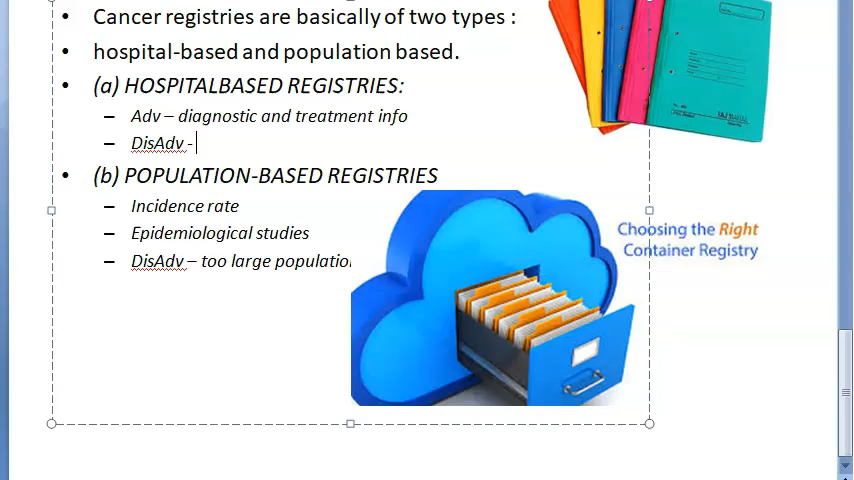 Cancer registries are basically of two types :
hospital-based and population based.
(a) HOSPITALBASED REGISTRIES:
– Adv – diagnostic and treatment info
– DisAdv -
(b) POPULATION-BASED REGISTRIES
– Incidence rate
– Epidemiological studies
– DisAdv – too large populatio
Choosing the Right
Container Registry